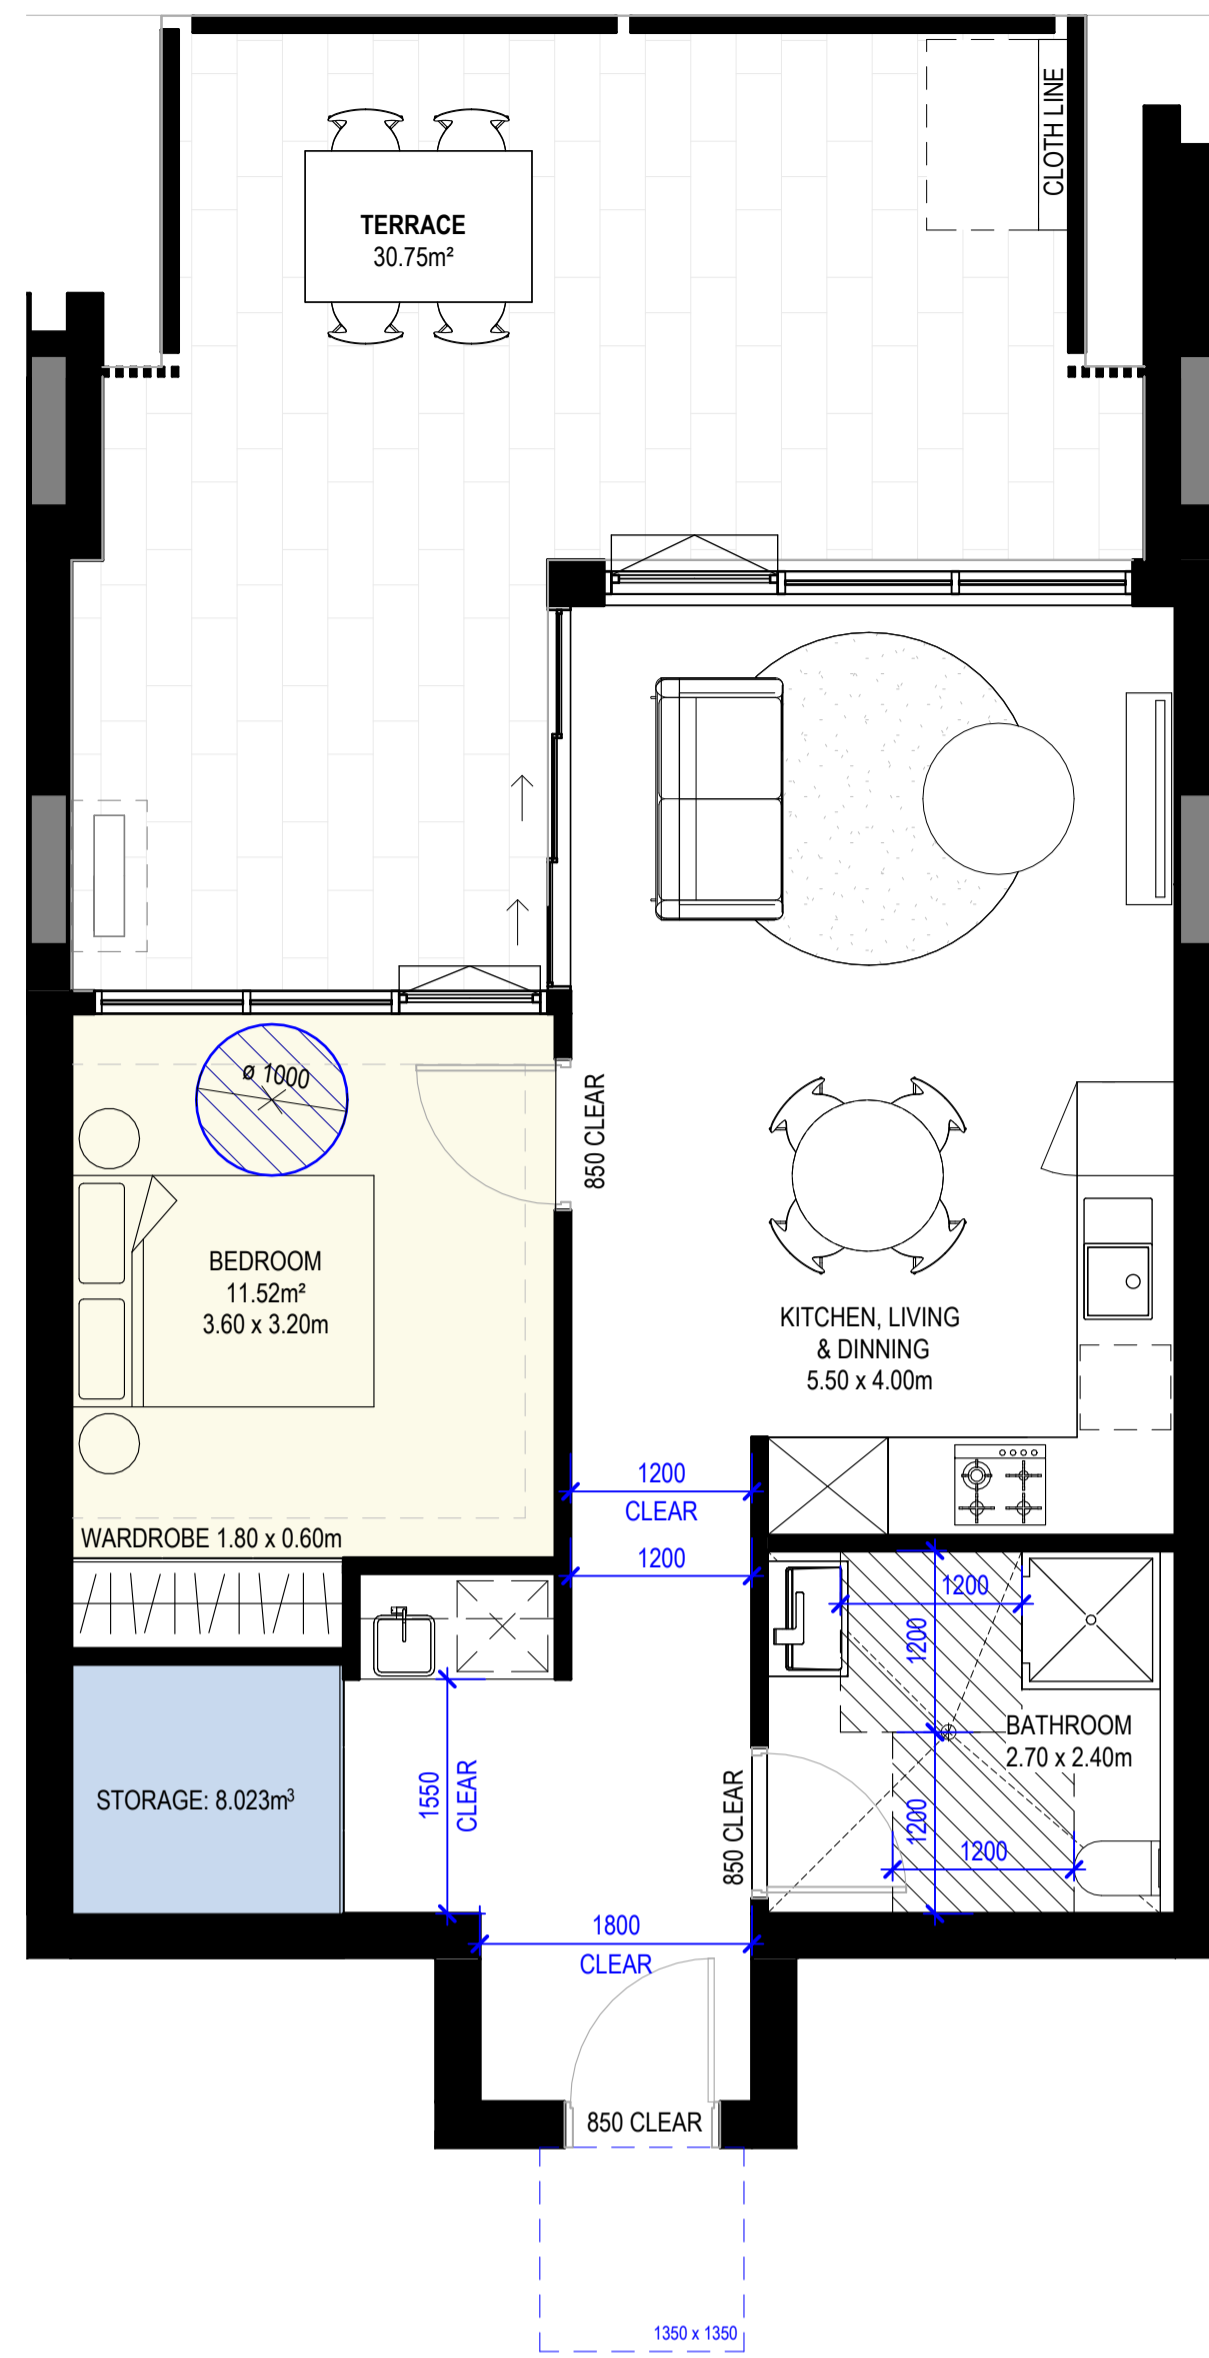 CLOTH LINE
TERRACE
30.75m²
ø 1000
850 CLEAR
BEDROOM
11.52m²
3.60 x 3.20m
KITCHEN, LIVING
& DINNING
5.50 x 4.00m
1200
CLEAR
WARDROBE 1.80 x 0.60m
1200
1200
1200
BATHROOM
2.70 x 2.40m
STORAGE: 8.023m³
1550
CLEAR
850 CLEAR
1200
1200
1800
CLEAR
850 CLEAR
1350 x 1350